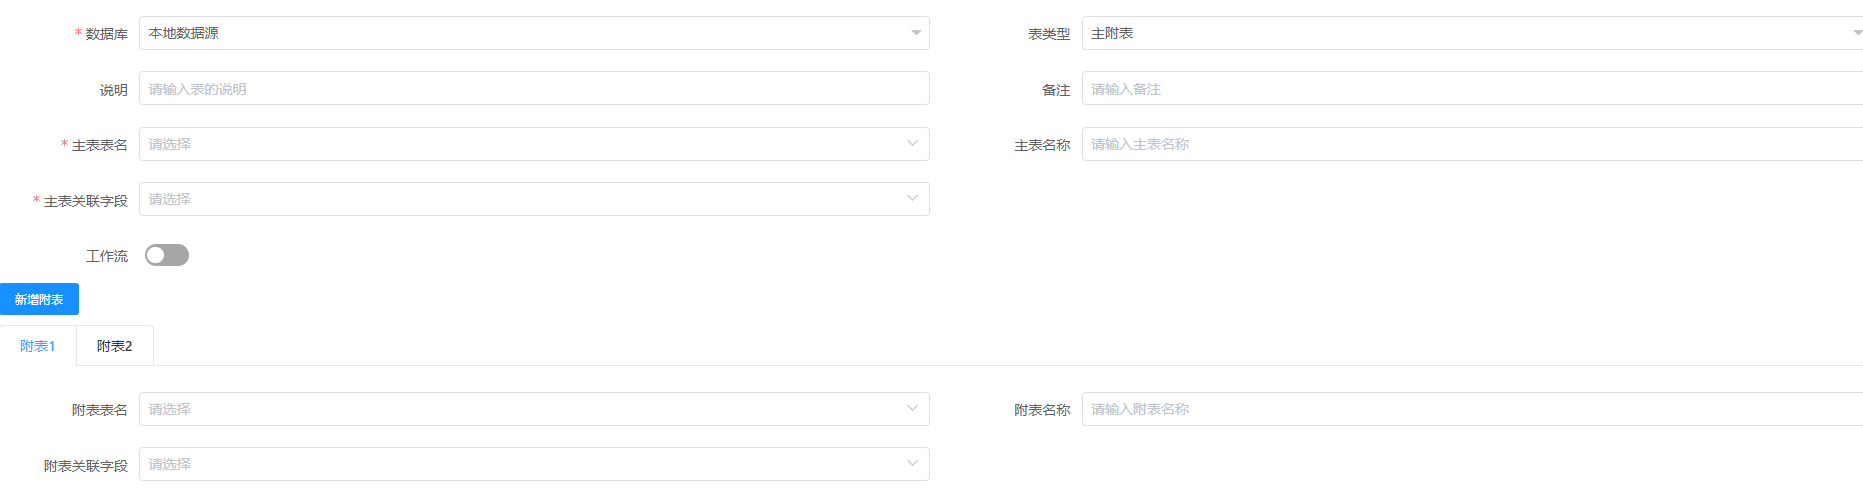 * 数据库 本地数据源 表类型 主附表
说明 请输入表的说明 备注 请输入备注
* 主表表名 请选择 主表名称 请输入主表名称
* 主表关联字段 请选择
工作流
新增附表
附表1 附表2
附表表名 请选择 附表名称 请输入附表名称
附表关联字段 请选择